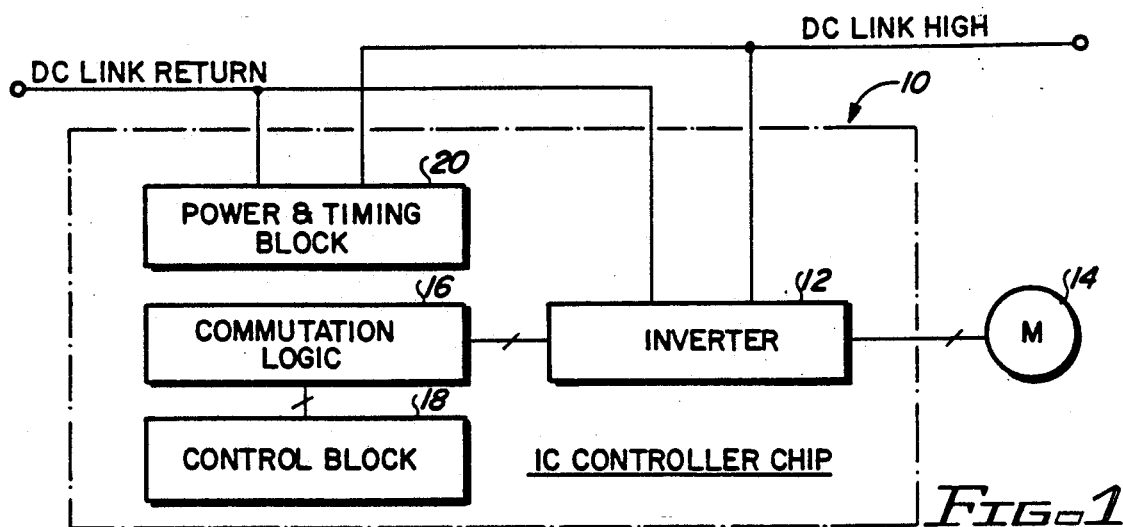 DC LINK HIGH
DC LINK RETURN
10
20
POWER & TIMING
BLOCK
16
COMMUTATION
LOGIC
12
INVERTER
14
M
18
CONTROL BLOCK
IC CONTROLLER CHIP
FIG. 1